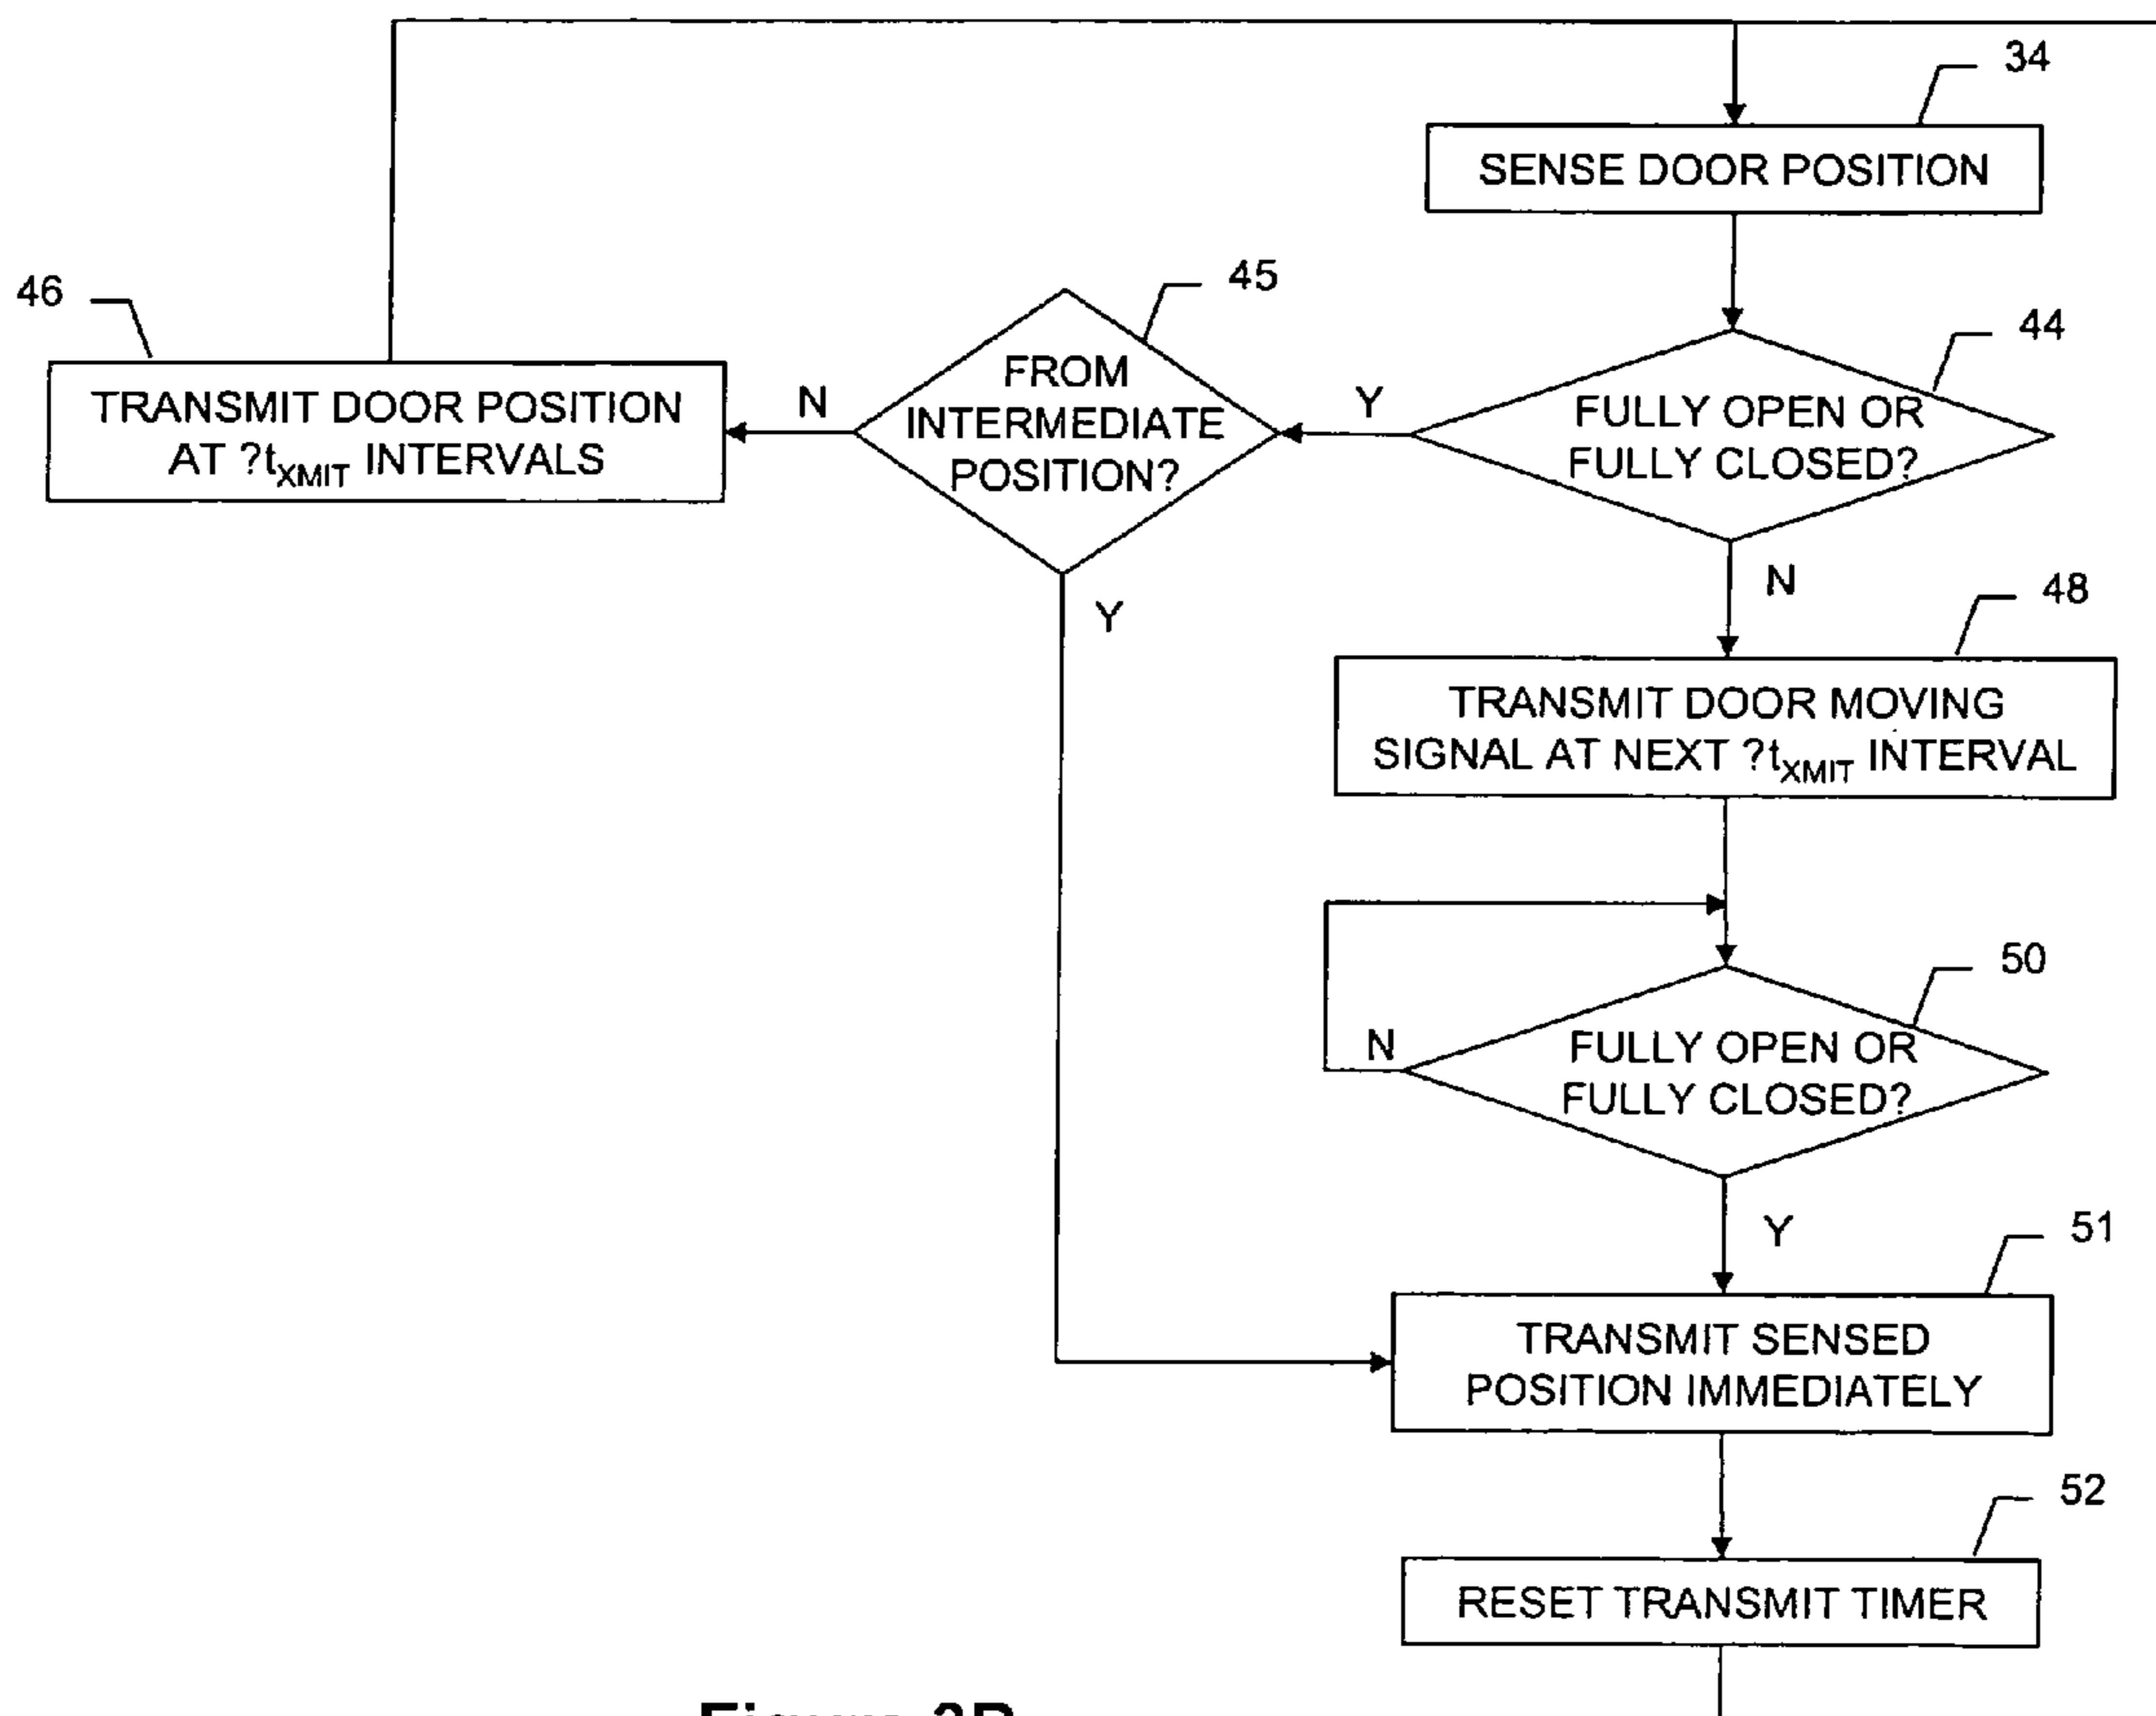 34
SENSE DOOR POSITION
46
45
44
TRANSMIT DOOR POSITION
AT ?tXMIT INTERVALS
N
FROM
INTERMEDIATE
POSITION?
Y
FULLY OPEN OR
FULLY CLOSED?
Y
N
48
TRANSMIT DOOR MOVING
SIGNAL AT NEXT ?tXMIT INTERVAL
50
N
FULLY OPEN OR
FULLY CLOSED?
Y
51
TRANSMIT SENSED
POSITION IMMEDIATELY
52
RESET TRANSMIT TIMER